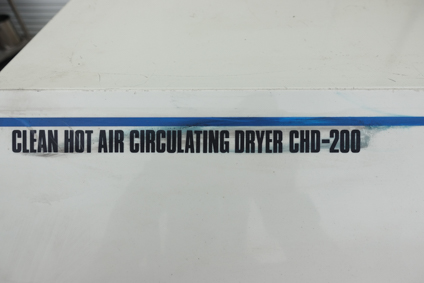 CLEAN HOT AIR CIRCULATING DRYER CHD-200